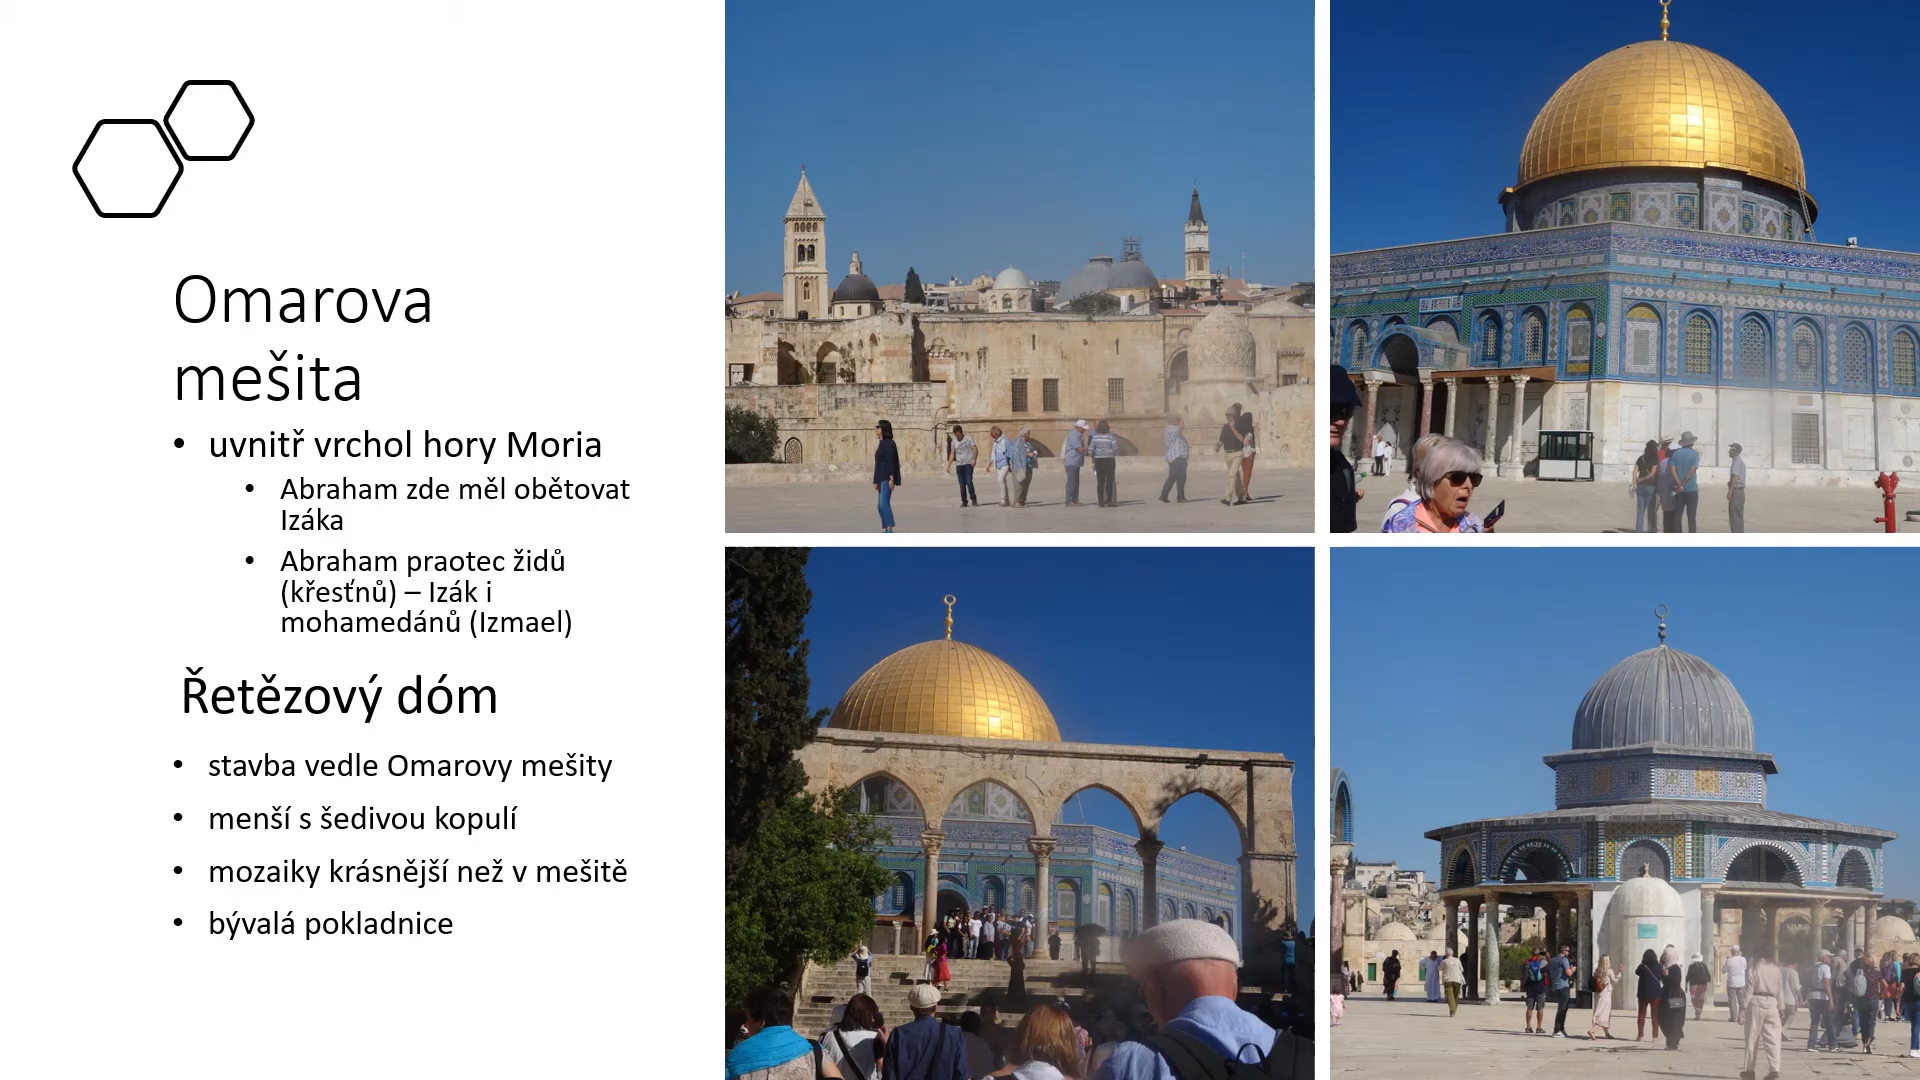 Omarova
mešita
• uvnitř vrchol hory Moria
• Abraham zde měl obětovat
Izáka
• Abraham praotec židů
(křesťnů) – Izák i
mohamedánů (Izmael)
Řetězový dóm
• stavba vedle Omarovy mešity
• menší s šedivou kopulí
• mozaiky krásnější než v mešitě
• bývalá pokladnice